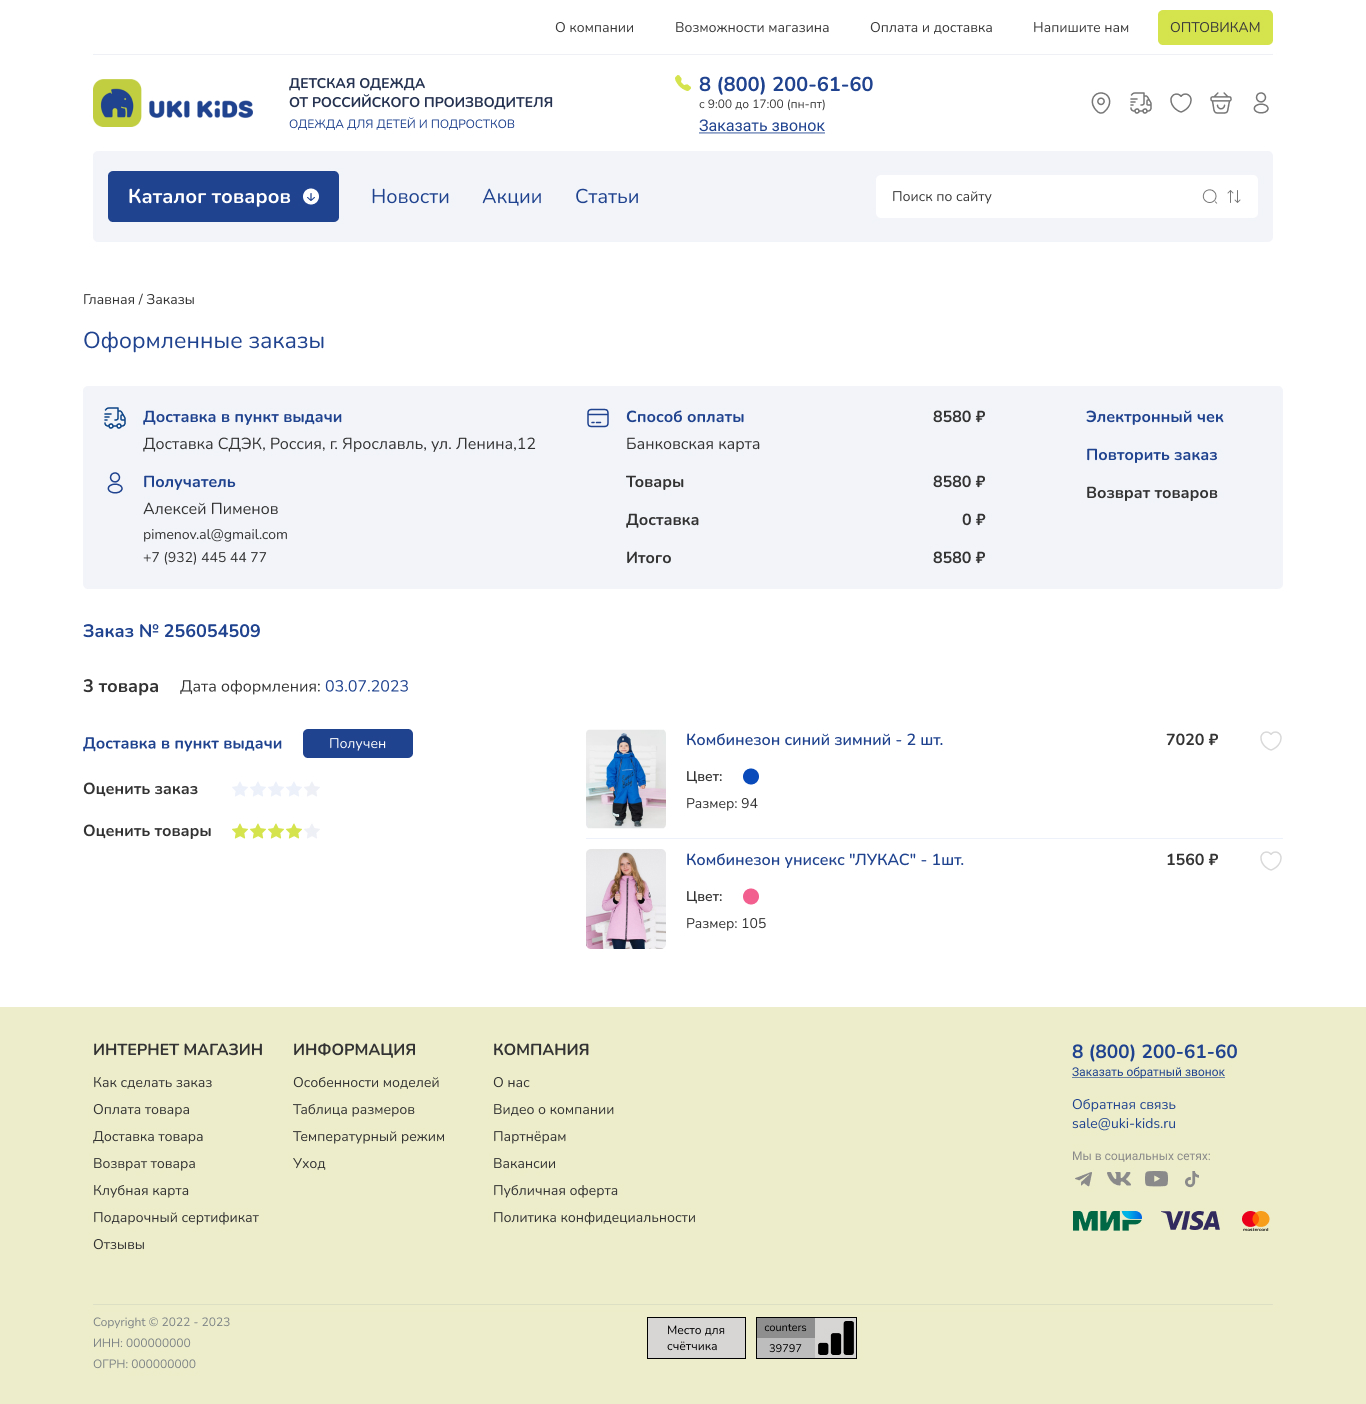 О компании
Возможности магазина
Оплата и доставка
Напишите нам
ОПТОВИКАМ
UKI KiDS
ДЕТСКАЯ ОДЕЖДА
ОТ РОССИЙСКОГО ПРОИЗВОДИТЕЛЯ
ОДЕЖДА ДЛЯ ДЕТЕЙ И ПОДРОСТКОВ
8 (800) 200-61-60
с 9:00 до 17:00 (пн-пт)
Заказать звонок
Каталог товаров
Новости
Акции
Статьи
Поиск по сайту
Главная / Заказы
Оформленные заказы
Доставка в пункт выдачи
Доставка СДЭК, Россия, г. Ярославль, ул. Ленина,12
Получатель
Алексей Пименов
pimenov.al@gmail.com
+7 (932) 445 44 77
Способ оплаты 8580 ₽
Банковская карта
Товары 8580 ₽
Доставка 0 ₽
Итого 8580 ₽
Электронный чек
Повторить заказ
Возврат товаров
Заказ № 256054509
3 товара Дата оформления: 03.07.2023
Доставка в пункт выдачи Получен
Оценить заказ
Оценить товары
Комбинезон синий зимний - 2 шт. 7020 ₽
Цвет:
Размер: 94
Комбинезон унисекс "ЛУКАС" - 1шт. 1560 ₽
Цвет:
Размер: 105
ИНТЕРНЕТ МАГАЗИН
Как сделать заказ
Оплата товара
Доставка товара
Возврат товара
Клубная карта
Подарочный сертификат
Отзывы
ИНФОРМАЦИЯ
Особенности моделей
Таблица размеров
Температурный режим
Уход
КОМПАНИЯ
О нас
Видео о компании
Партнёрам
Вакансии
Публичная оферта
Политика конфидециальности
8 (800) 200-61-60
Заказать обратный звонок
Обратная связь
sale@uki-kids.ru
Мы в социальных сетях:
МИР
VISA
mastercard
Copyright © 2022 - 2023
ИНН: 000000000
ОГРН: 000000000
Место для
счётчика
counters
39797